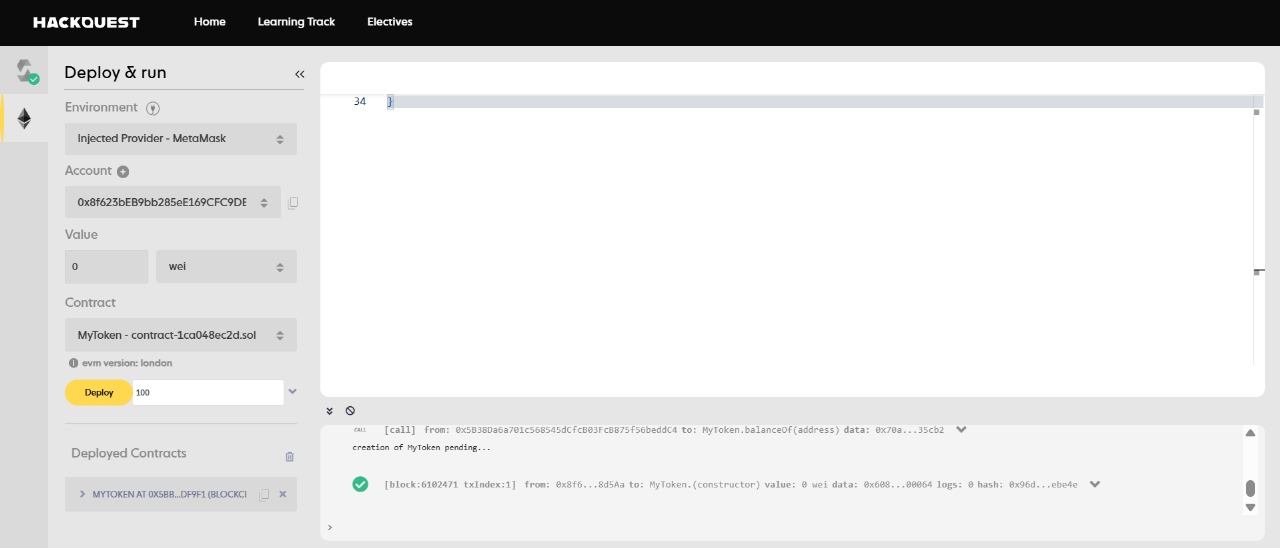 HACKQUEST
Home Learning Track Electives
Deploy & run
Environment
Injected Provider - MetaMask
Account
0x8f623bEB9bb285eE169CFC9DE
Value
0 wei
Contract
MyToken - contract-1ca048ec2d.sol
evm version: london
Deploy 100
Deployed Contracts
MYTOKEN AT 0X5BB...DF9F1 (BLOCKCI
34 }
CALL [call] from: 0x5B38Da6a701c568545dCfcB03FcB875f56beddC4 to: MyToken.balanceOf(address) data: 0x70a...35cb2
creation of MyToken pending...
[block:6102471 txIndex:1] from: 0x8f6...8d5Aa to: MyToken.(constructor) value: 0 wei data: 0x608...00064 logs: 0 hash: 0x96d...ebe4e
>